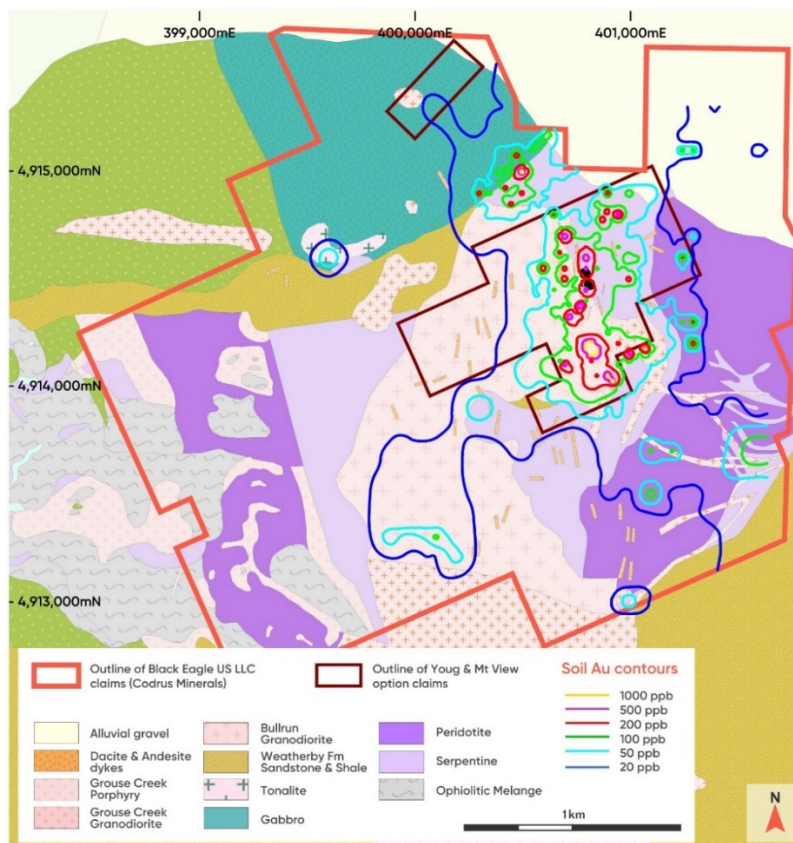 399,000mE
400,000mE
401,000mE
4,915,000mN
4,914,000mN
4,913,000mN
Outline of Black Eagle US LLC
claims (Codrus Minerals)
Outline of Youg & Mt View
option claims
Soil Au contours
1000 ppb
500 ppb
200 ppb
100 ppb
50 ppb
20 ppb
Alluvial gravel
Dacite & Andesite
dykes
Grouse Creek
Porphyry
Grouse Creek
Granodiorite
Bullrun
Granodiorite
Weatherby Fm
Sandstone & Shale
Tonalite
Gabbro
Peridotite
Serpentine
Ophiolitic Melange
1km
N